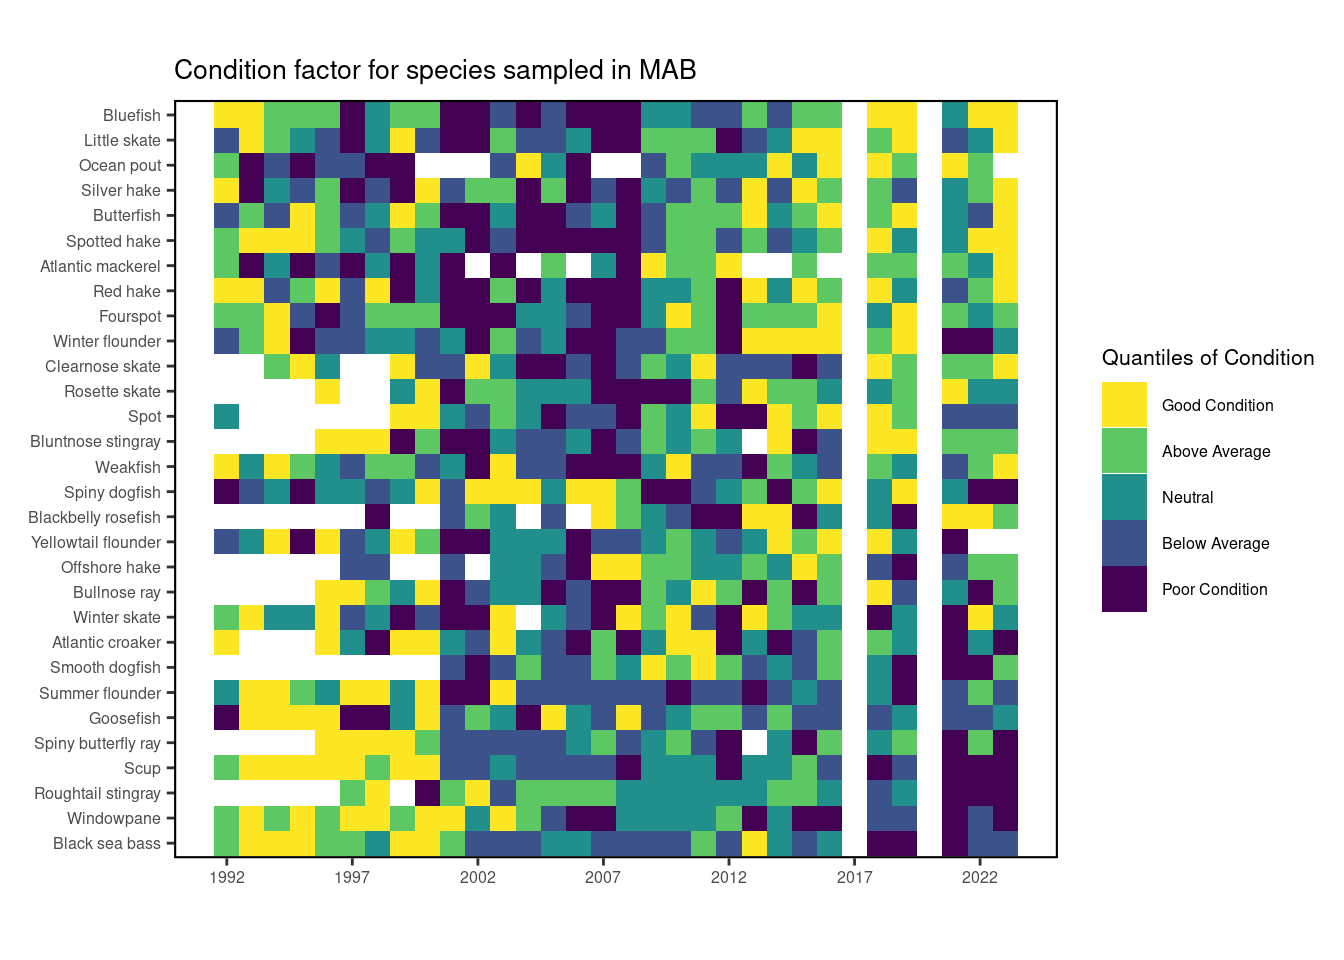 Condition factor for species sampled in MAB
Bluefish
Little skate
Ocean pout
Silver hake
Butterfish
Spotted hake
Atlantic mackerel
Red hake
Fourspot
Winter flounder
Clearnose skate
Rosette skate
Spot
Bluntnose stingray
Weakfish
Spiny dogfish
Blackbelly rosefish
Yellowtail flounder
Offshore hake
Bullnose ray
Winter skate
Atlantic croaker
Smooth dogfish
Summer flounder
Goosefish
Spiny butterfly ray
Scup
Roughtail stingray
Windowpane
Black sea bass
1992 1997 2002 2007 2012 2017 2022
Quantiles of Condition
Good Condition
Above Average
Neutral
Below Average
Poor Condition